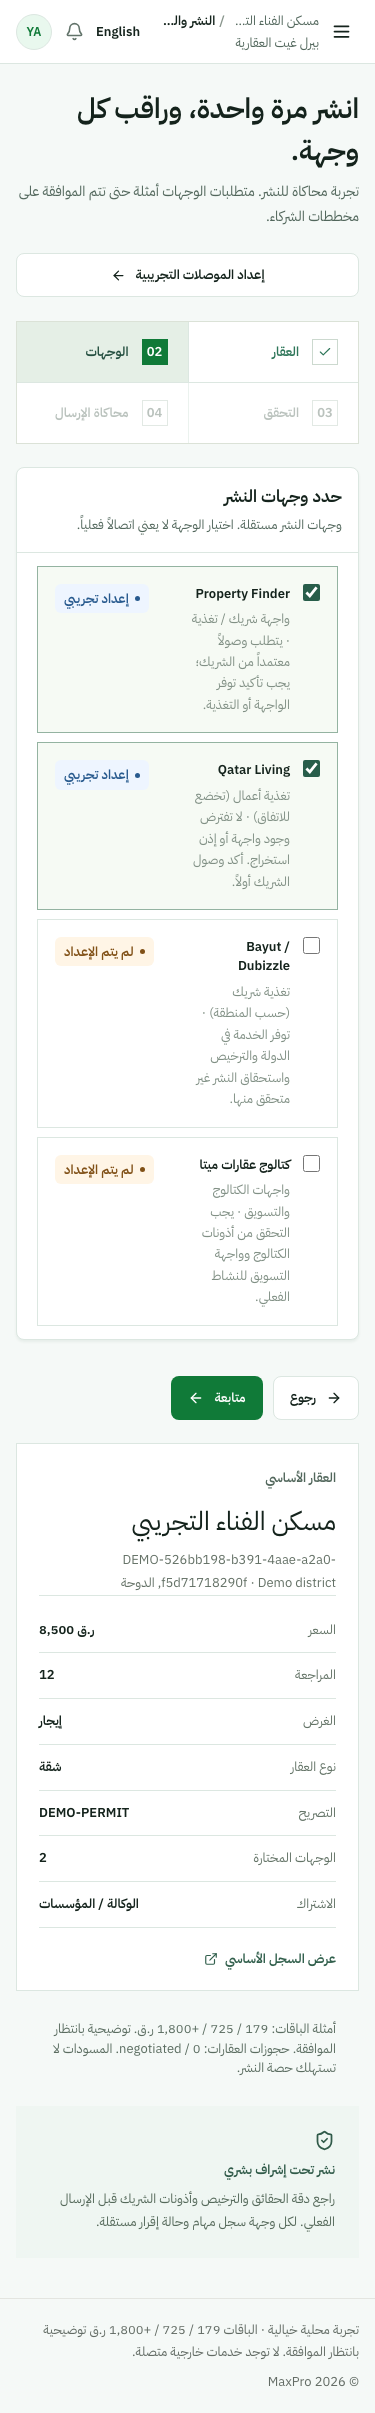 مسكن الفناء الت... / النشر وال...
بيرل غيت العقارية
English
YA
انشر مرة واحدة، وراقب كل
وجهة.
تجربة محاكاة للنشر. متطلبات الوجهات أمثلة حتى تتم الموافقة على
مخططات الشركاء.
إعداد الموصلات التجريبية
العقار
02 الوجهات
03 التحقق
04 محاكاة الإرسال
حدد وجهات النشر
وجهات النشر مستقلة. اختيار الوجهة لا يعني اتصالاً فعلياً.
Property Finder
إعداد تجريبي
واجهة شريك / تغذية
· يتطلب وصولاً
معتمداً من الشريك؛
يجب تأكيد توفر
الواجهة أو التغذية.
Qatar Living
إعداد تجريبي
تغذية أعمال (تخضع
للاتفاق) · لا تفترض
وجود واجهة أو إذن
استخراج. أكد وصول
الشريك أولاً.
Bayut /
Dubizzle
لم يتم الإعداد
تغذية شريك
(حسب المنطقة) ·
توفر الخدمة في
الدولة والترخيص
واستحقاق النشر غير
متحقق منها.
كتالوج عقارات ميتا
لم يتم الإعداد
واجهات الكتالوج
والتسويق · يجب
التحقق من أذونات
الكتالوج وواجهة
التسويق للنشاط
الفعلي.
رجوع
متابعة
العقار الأساسي
مسكن الفناء التجريبي
DEMO-526bb198-b391-4aae-a2a0-
f5d71718290f · Demo district, الدوحة
السعر ر.ق 8,500
المراجعة 12
الغرض إيجار
نوع العقار شقة
التصريح DEMO-PERMIT
الوجهات المختارة 2
الاشتراك الوكالة / المؤسسات
عرض السجل الأساسي
أمثلة الباقات: 179 / 725 / +1,800 ر.ق. توضيحية بانتظار
الموافقة. حجوزات العقارات: 0 / negotiated. المسودات لا
تستهلك حصة النشر.
نشر تحت إشراف بشري
راجع دقة الحقائق والترخيص وأذونات الشريك قبل الإرسال
الفعلي. لكل وجهة سجل مهام وحالة إقرار مستقلة.
تجربة محلية خيالية · الباقات 179 / 725 / +1,800 ر.ق توضيحية
بانتظار الموافقة. لا توجد خدمات خارجية متصلة.
© 2026 MaxPro